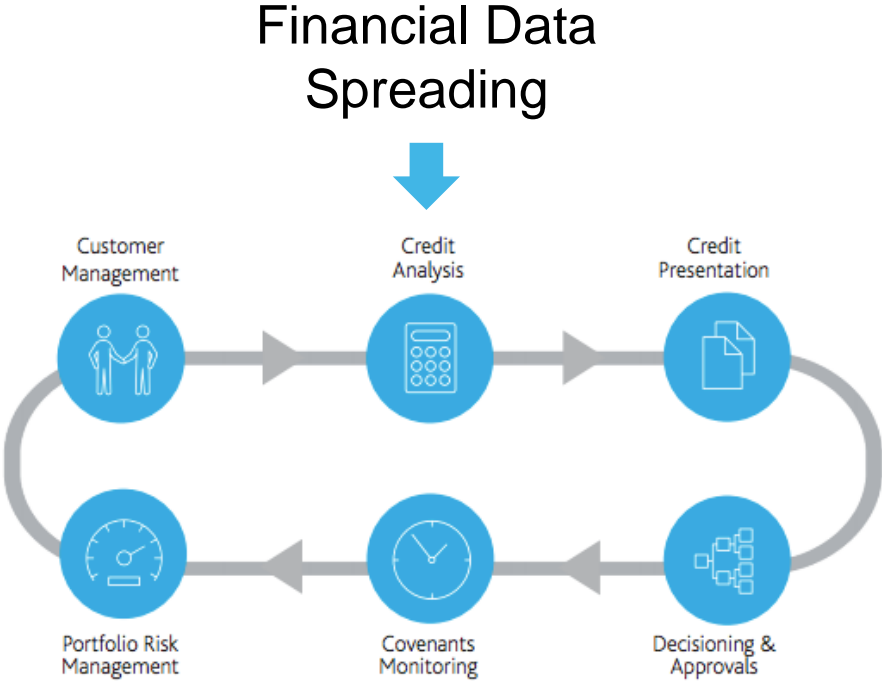 Financial Data
Spreading
Customer
Management
Credit
Analysis
Credit
Presentation
Portfolio Risk
Management
Covenants
Monitoring
Decisioning &
Approvals